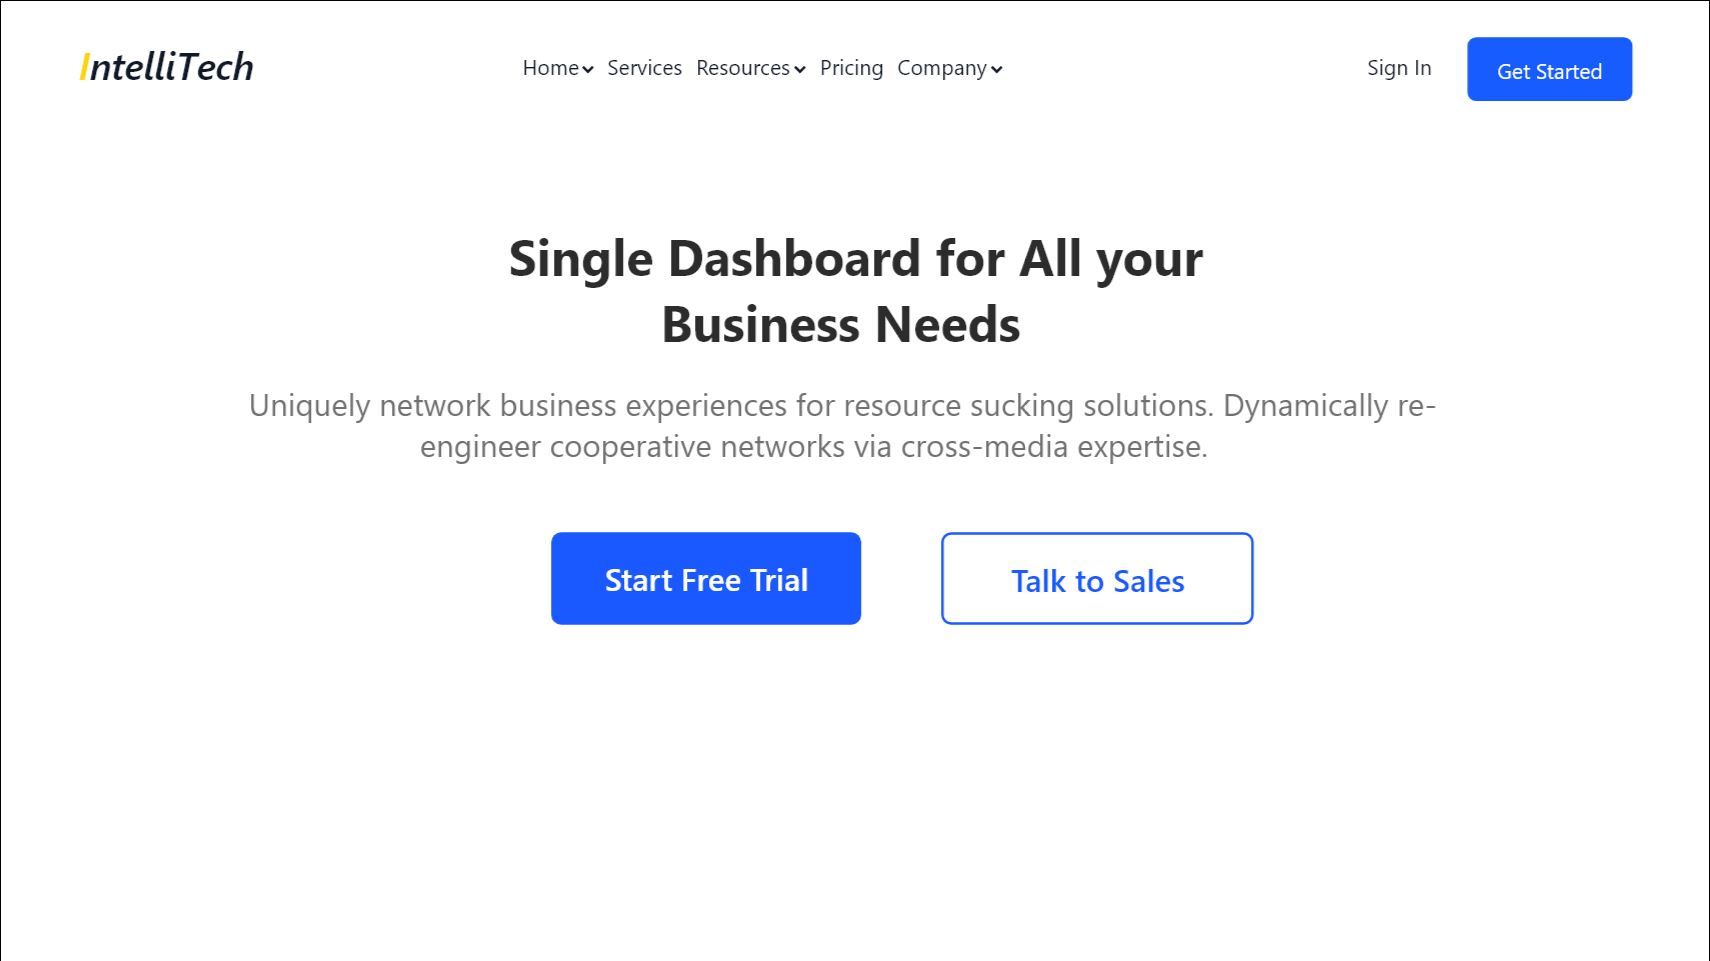 IntelliTech
Home Services Resources Pricing Company
Sign In
Get Started
Single Dashboard for All your
Business Needs
Uniquely network business experiences for resource sucking solutions. Dynamically re-
engineer cooperative networks via cross-media expertise.
Start Free Trial
Talk to Sales